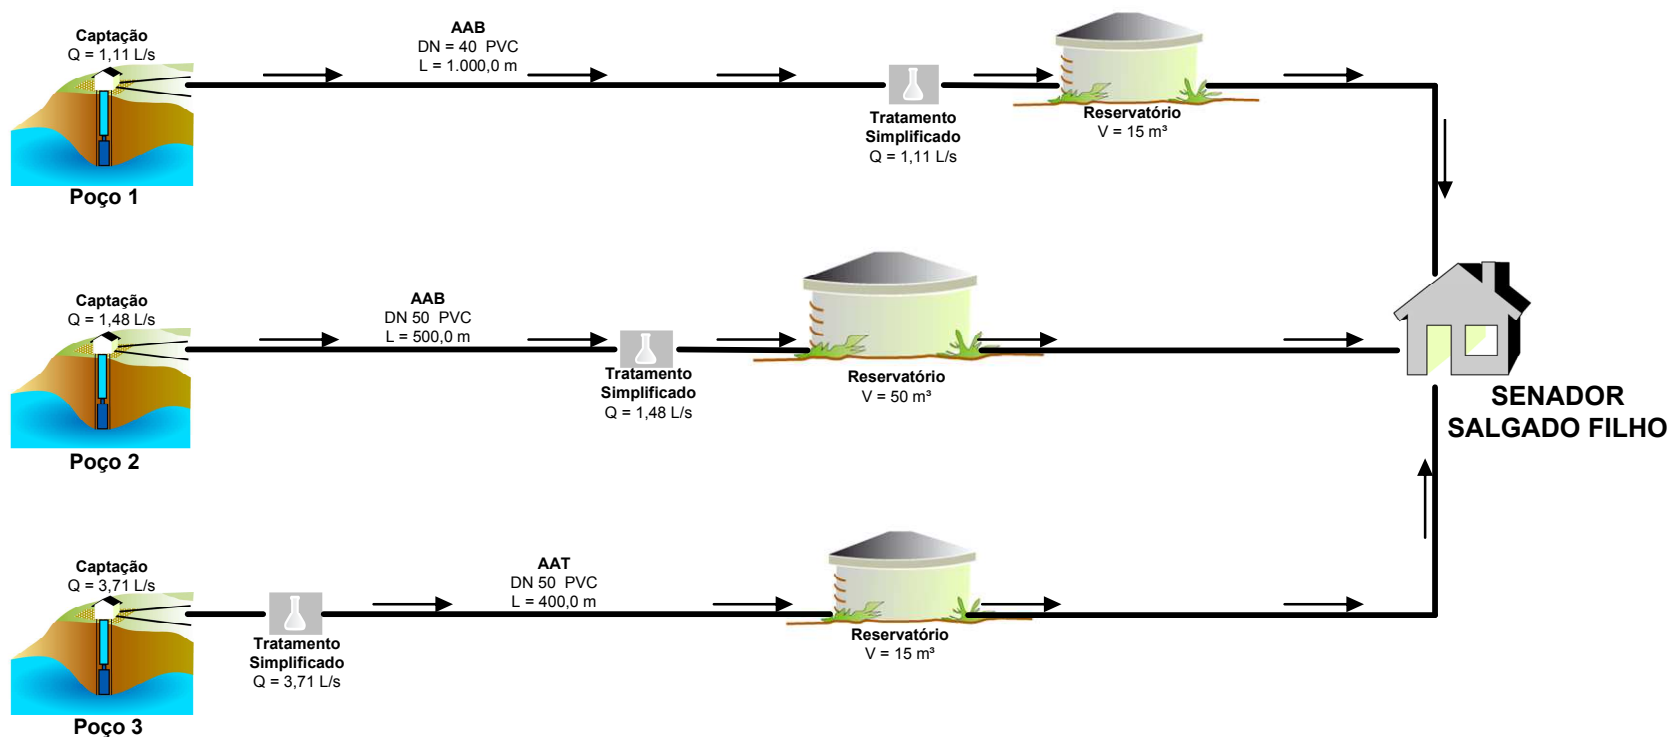 Captação
Q = 1,11 L/s
AAB
DN = 40 PVC
L = 1.000,0 m
Tratamento
Simplificado
Q = 1,11 L/s
Reservatório
V = 15 m³
Poço 1
Captação
Q = 1,48 L/s
AAB
DN 50 PVC
L = 500,0 m
Tratamento
Simplificado
Q = 1,48 L/s
Reservatório
V = 50 m³
Poço 2
SENADOR
SALGADO FILHO
Captação
Q = 3,71 L/s
Tratamento
Simplificado
Q = 3,71 L/s
AAT
DN 50 PVC
L = 400,0 m
Reservatório
V = 15 m³
Poço 3